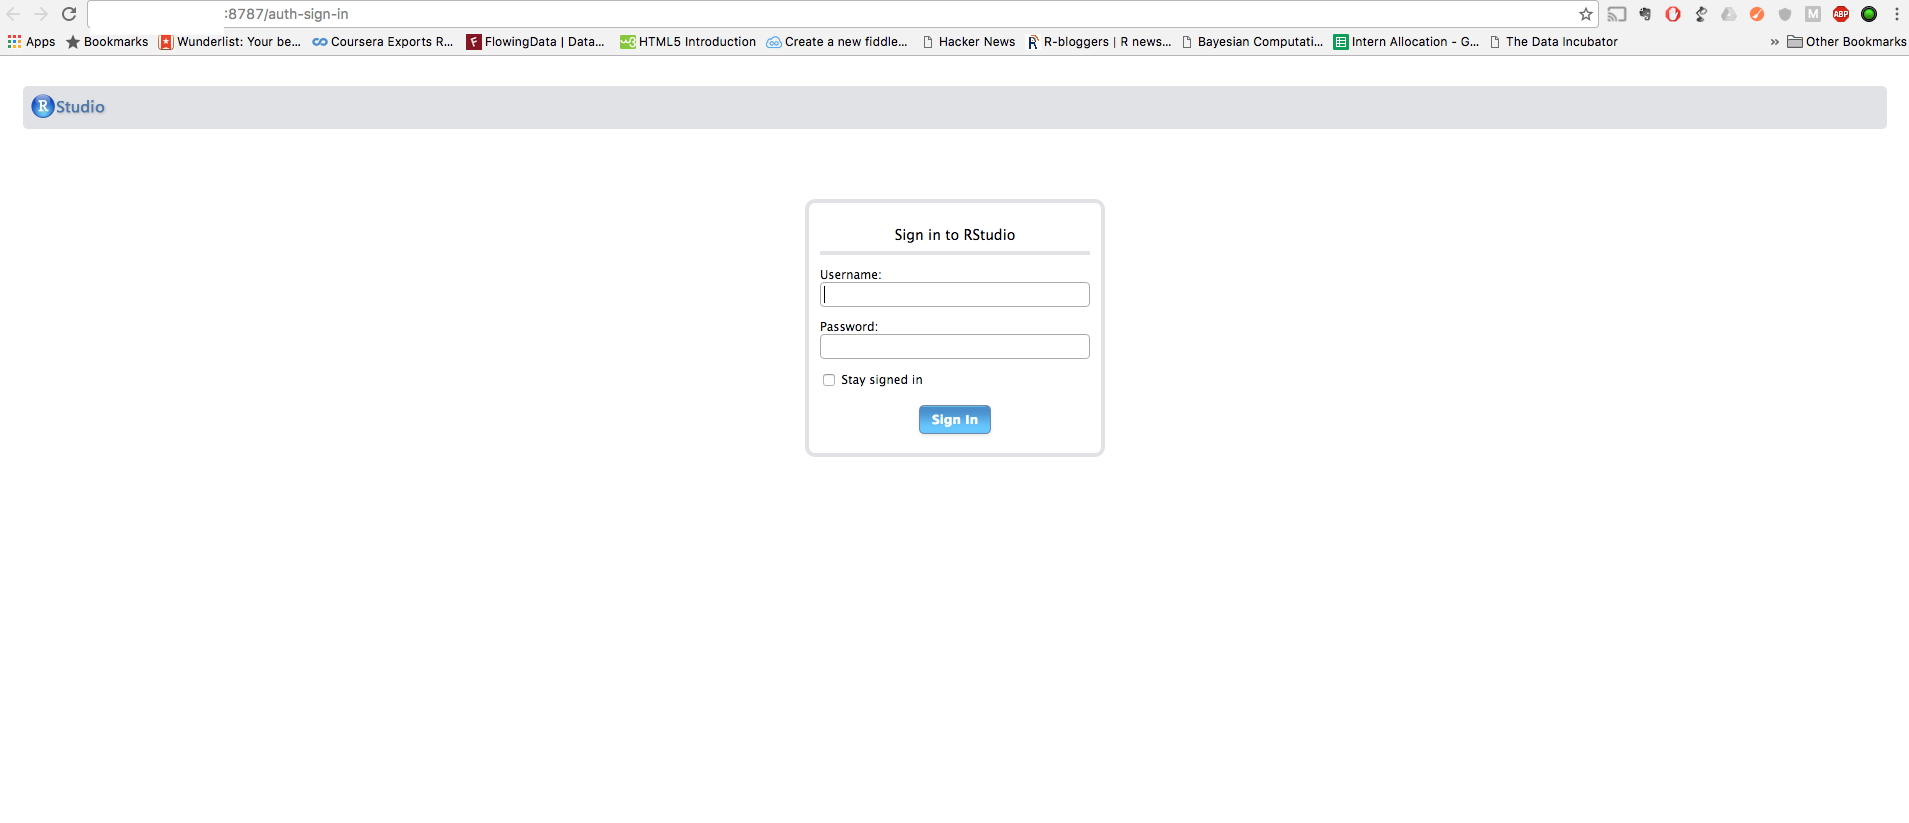 :8787/auth-sign-in
Apps Bookmarks Wunderlist: Your be... Coursera Exports R... FlowingData | Data... HTML5 Introduction Create a new fiddle... Hacker News R-bloggers | R news... Bayesian Computati... Intern Allocation - G... The Data Incubator » Other Bookmarks
R Studio
Sign in to RStudio
Username:
Password:
Stay signed in
Sign In